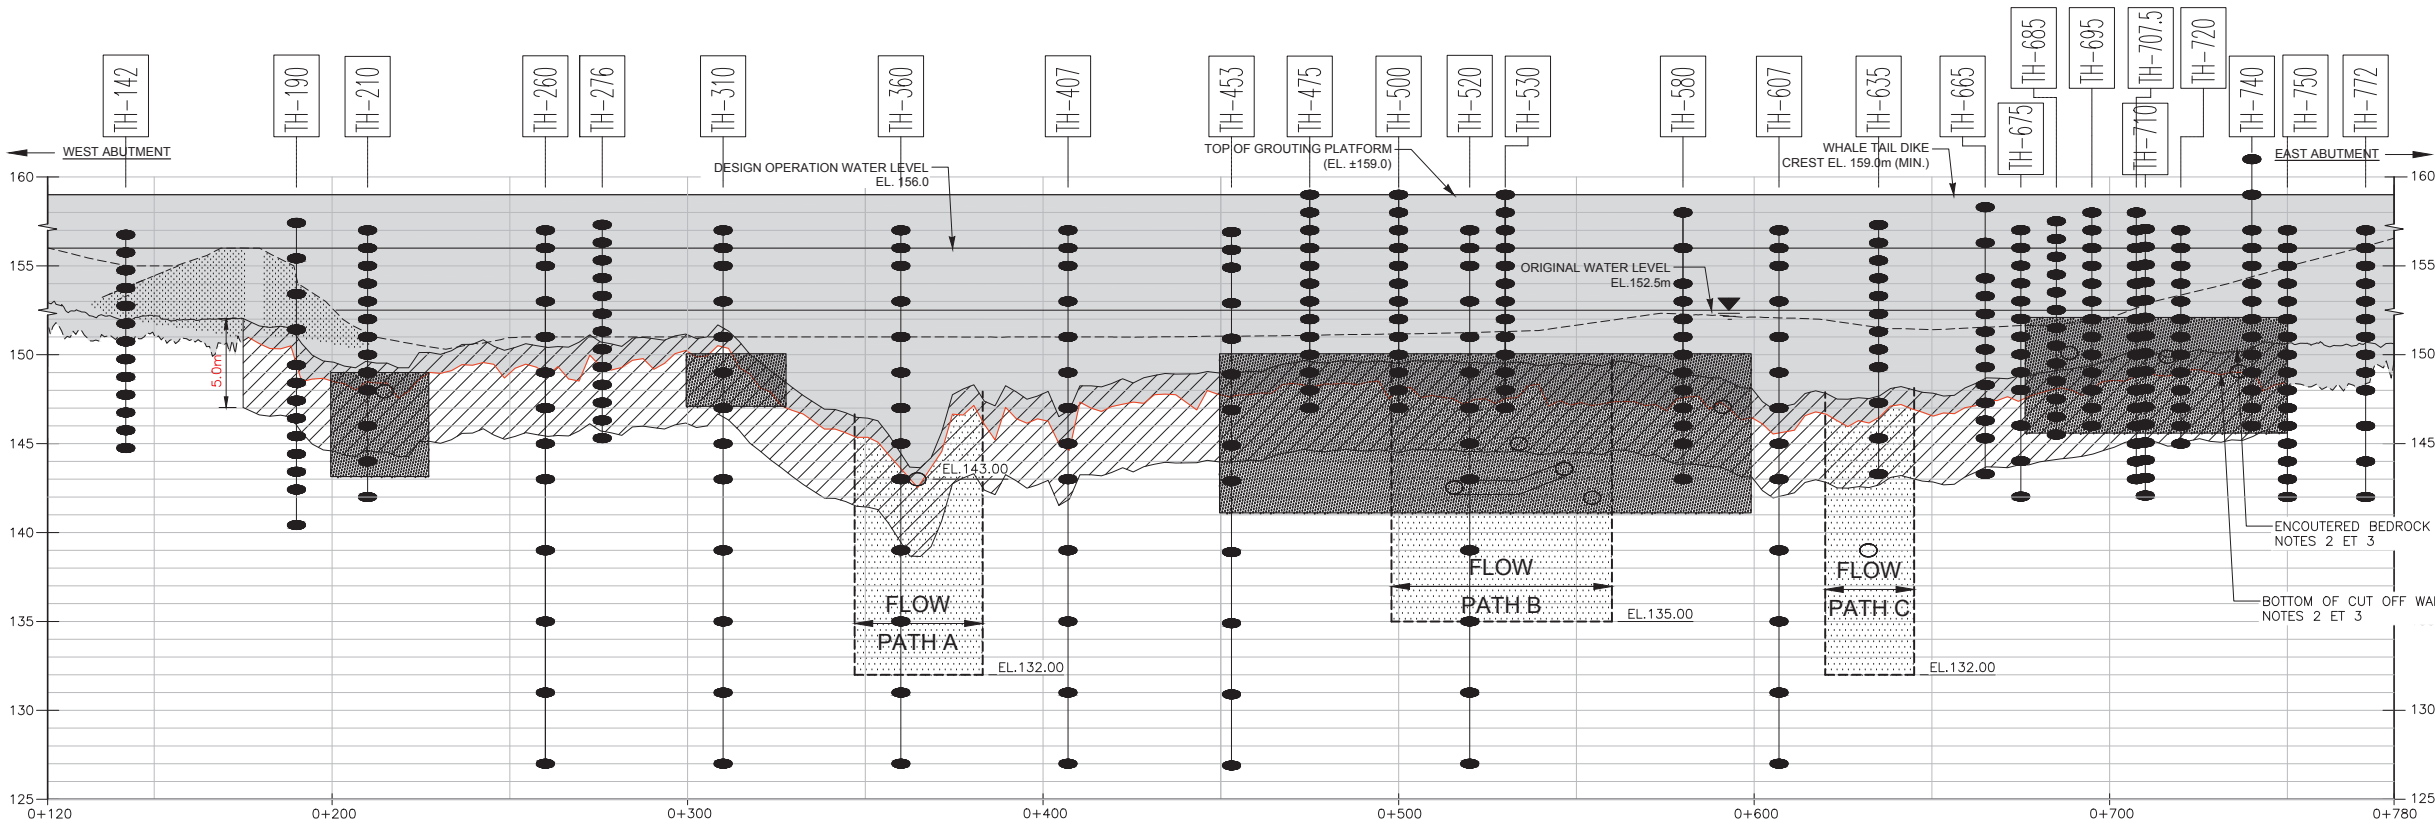 TH-142
TH-190
TH-210
TH-260
TH-276
TH-310
TH-360
TH-407
TH-453
TH-475
TH-500
TH-520
TH-530
TH-580
TH-607
TH-635
TH-665
TH-675
TH-685
TH-695
TH-707.5
TH-710
TH-720
TH-740
TH-750
TH-772
WEST ABUTMENT
EAST ABUTMENT
DESIGN OPERATION WATER LEVEL
EL. 156.0
TOP OF GROUTING PLATFORM
(EL. ±159.0)
WHALE TAIL DIKE
CREST EL. 159.0m (MIN.)
ORIGINAL WATER LEVEL
EL.152.5m
160
155
150
145
140
135
130
125
160
155
150
145
130
125
5.0m
EL.143.00
FLOW
PATH A
EL.132.00
FLOW
PATH B
EL.135.00
FLOW
PATH C
EL.132.00
ENCOUTERED BEDROCK
NOTES 2 ET 3
BOTTOM OF CUT OFF WA
NOTES 2 ET 3
0+120
0+200
0+300
0+400
0+500
0+600
0+700
0+780